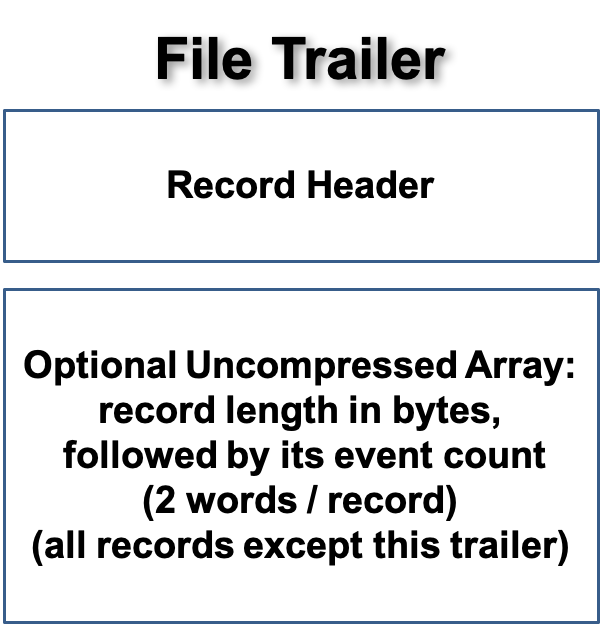 File Trailer
Record Header
Optional Uncompressed Array:
record length in bytes,
followed by its event count
(2 words / record)
(all records except this trailer)